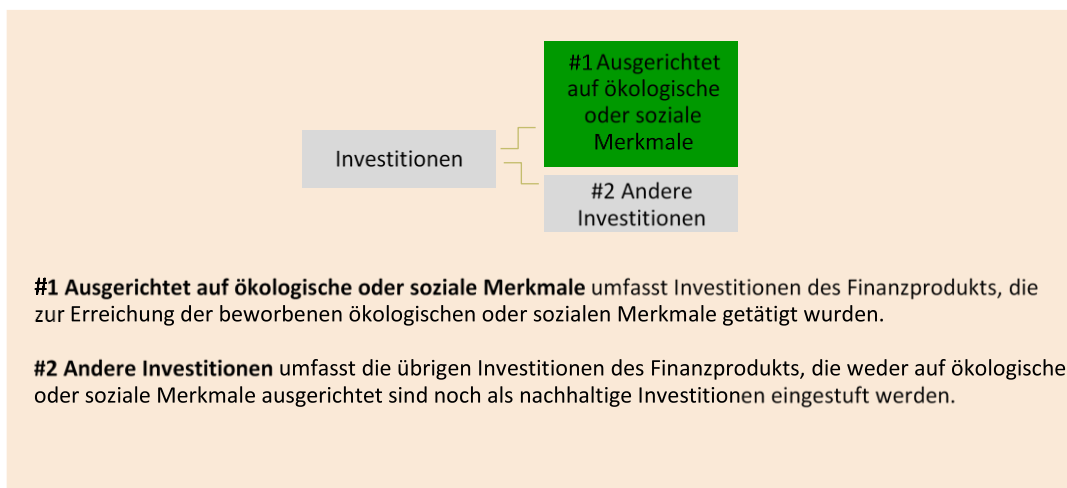 #1 Ausgerichtet
auf ökologische
oder soziale
Merkmale
Investitionen
#2 Andere
Investitionen
#1 Ausgerichtet auf ökologische oder soziale Merkmale umfasst Investitionen des Finanzprodukts, die
zur Erreichung der beworbenen ökologischen oder sozialen Merkmale getätigt wurden.
#2 Andere Investitionen umfasst die übrigen Investitionen des Finanzprodukts, die weder auf ökologische
oder soziale Merkmale ausgerichtet sind noch als nachhaltige Investitionen eingestuft werden.